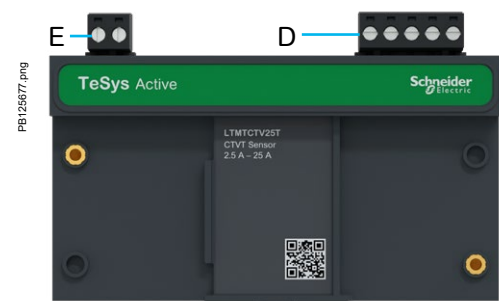 E
D
PB125677.png
TeSys Active
Schneider
Electric
LTMTCTV25T
CTVT Sensor
2.5 A – 25 A